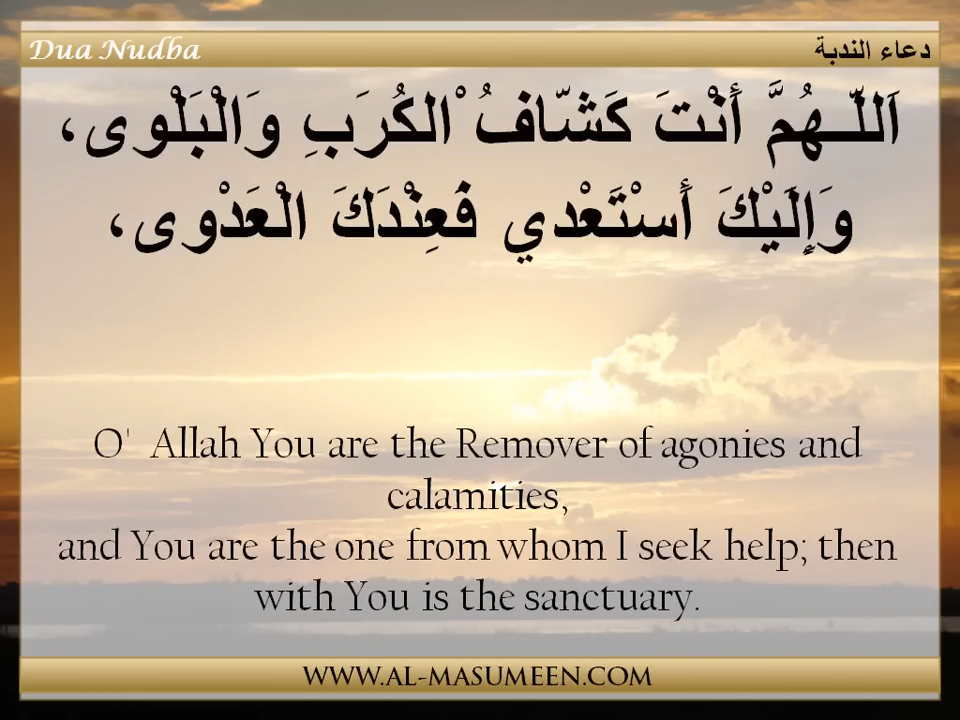 Dua Nudba
دعاء الندبة
اَللّـهُمَّ أَنْتَ كَشّافُ ْالكُرَبِ وَالْبَلْوى،
وَإِلَيْكَ أَسْتَعْدي فَعِنْدَكَ الْعَدْوى،
O' Allah You are the Remover of agonies and
calamities,
and You are the one from whom I seek help; then
with You is the sanctuary.
WWW.AL-MASUMEEN.COM